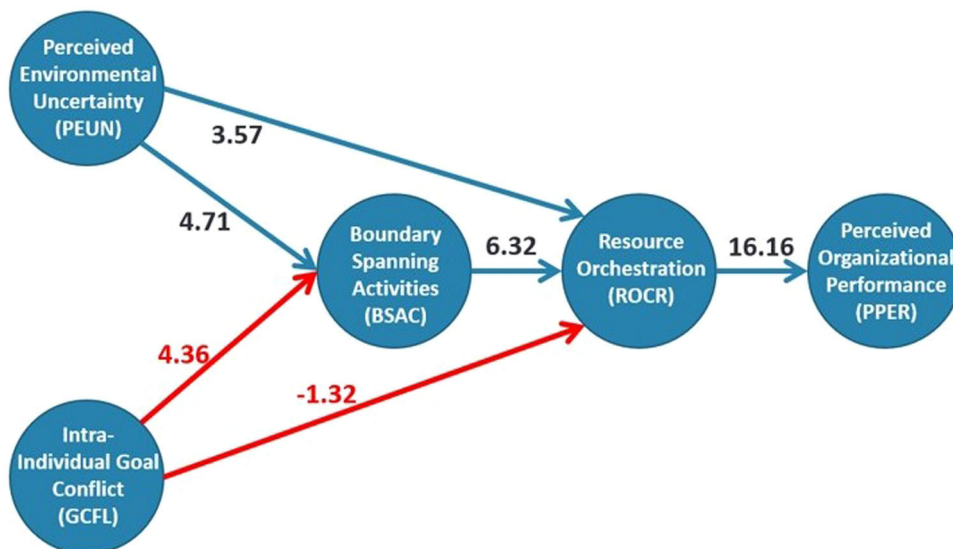 Perceived
Environmental
Uncertainty
(PEUN)
3.57
4.71
Boundary
Spanning
Activities
(BSAC)
6.32
Resource
Orchestration
(ROCR)
16.16
Perceived
Organizational
Performance
(PPER)
4.36
-1.32
Intra-
Individual Goal
Conflict
(GCFL)